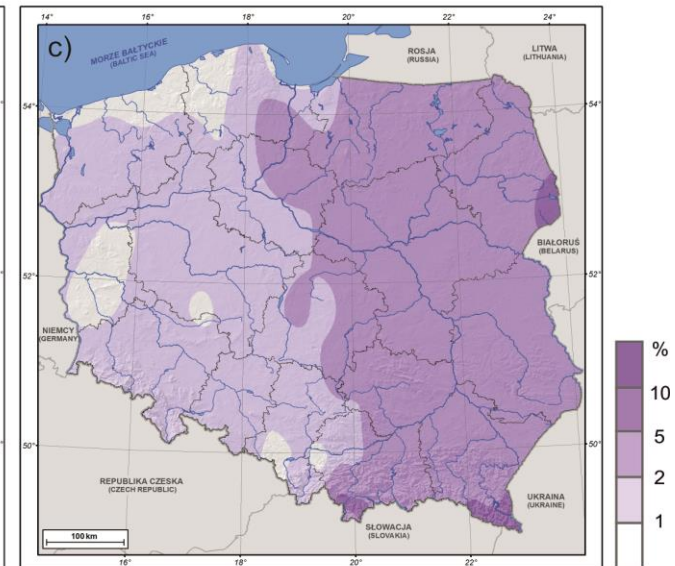 14° 16° 18° 20° 22° 24°
c)
MORZE BAŁTYCKIE
(BALTIC SEA)
ROSJA
(RUSSIA)
LITWA
(LITHUANIA)
54° 54°
BIAŁORUŚ
(BELARUS)
52° 52°
NIEMCY
(GERMANY)
%
10
5
2
1
50° 50°
REPUBLIKA CZESKA
(CZECH REPUBLIC)
UKRAINA
(UKRAINE)
SŁOWACJA
(SLOVAKIA)
100 km
16° 18° 20° 22°